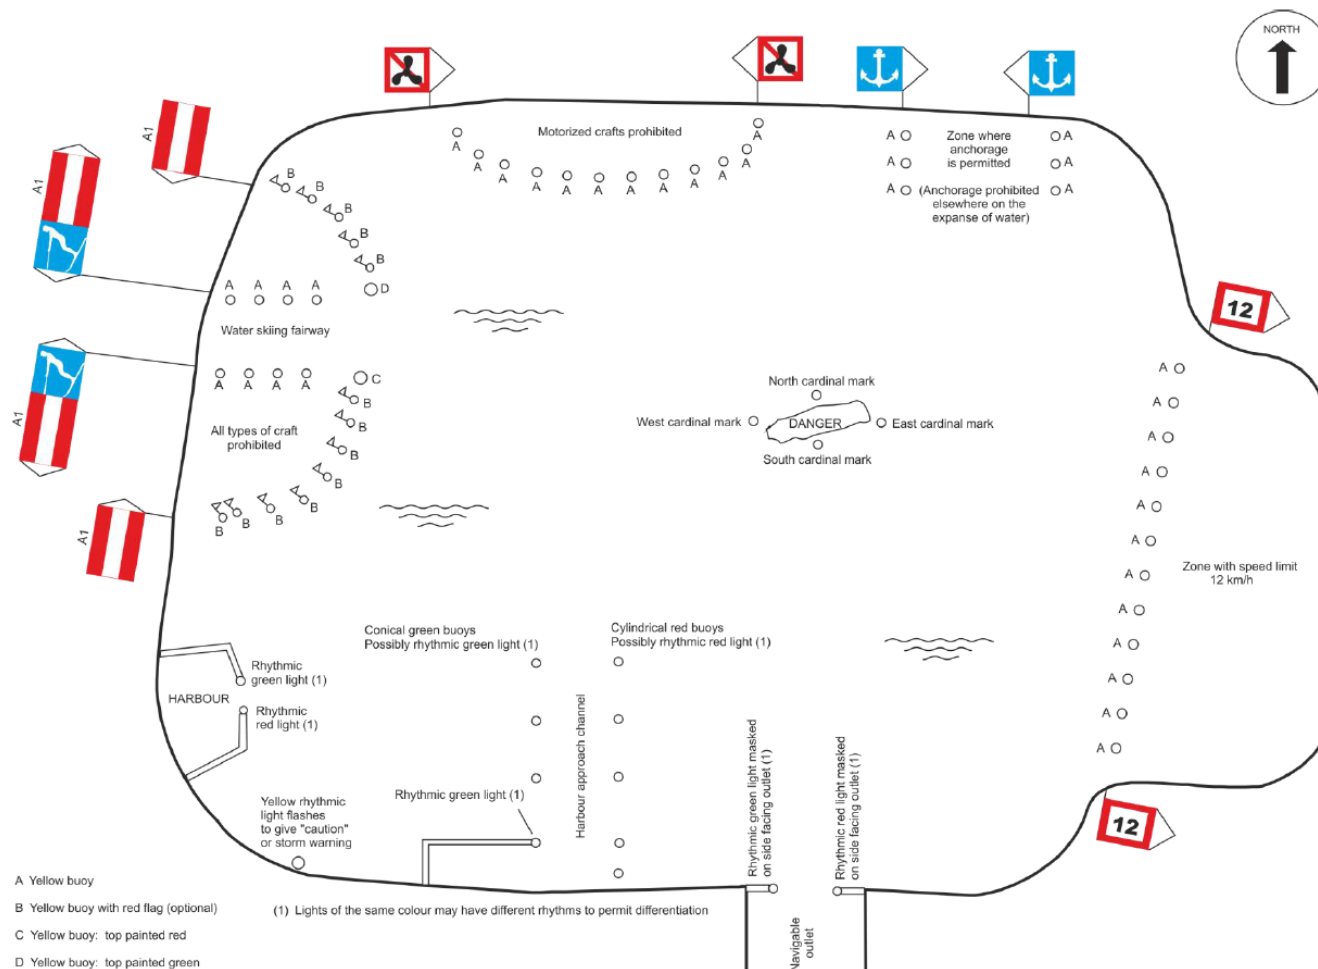 NORTH
A1
A1
A1
A1
Motorized crafts prohibited
A
A
A
A
A
A
A
A
A
A
A
A O
Zone where
anchorage
is permitted
(Anchorage prohibited
elsewhere on the
expanse of water)
A
A
A
A
A
A
B
B
B
B
B
D
A A A A
Water skiing fairway
A A A A
C
B
B
B
B
B
B
B
B
All types of craft
prohibited
12
North cardinal mark
West cardinal mark
DANGER
East cardinal mark
South cardinal mark
A
A
A
A
A
A
A
A
A
A
A
A
Zone with speed limit
12 km/h
12
Conical green buoys
Possibly rhythmic green light (1)
Cylindrical red buoys
Possibly rhythmic red light (1)
Rhythmic
green light (1)
HARBOUR
Rhythmic
red light (1)
Harbour approach channel
Rhythmic green light masked
on side facing outlet (1)
Rhythmic red light masked
on side facing outlet (1)
Rhythmic green light (1)
Yellow rhythmic
light flashes
to give "caution"
or storm warning
Navigable
outlet
A Yellow buoy
B Yellow buoy with red flag (optional)
C Yellow buoy: top painted red
D Yellow buoy: top painted green
(1) Lights of the same colour may have different rhythms to permit differentiation